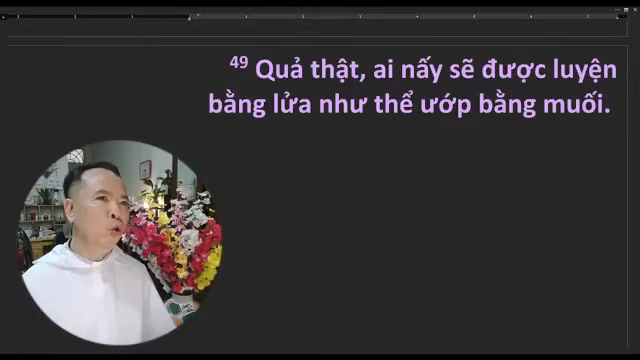 49 Quả thật, ai nấy sẽ được luyện
bằng lửa như thể ướp bằng muối.